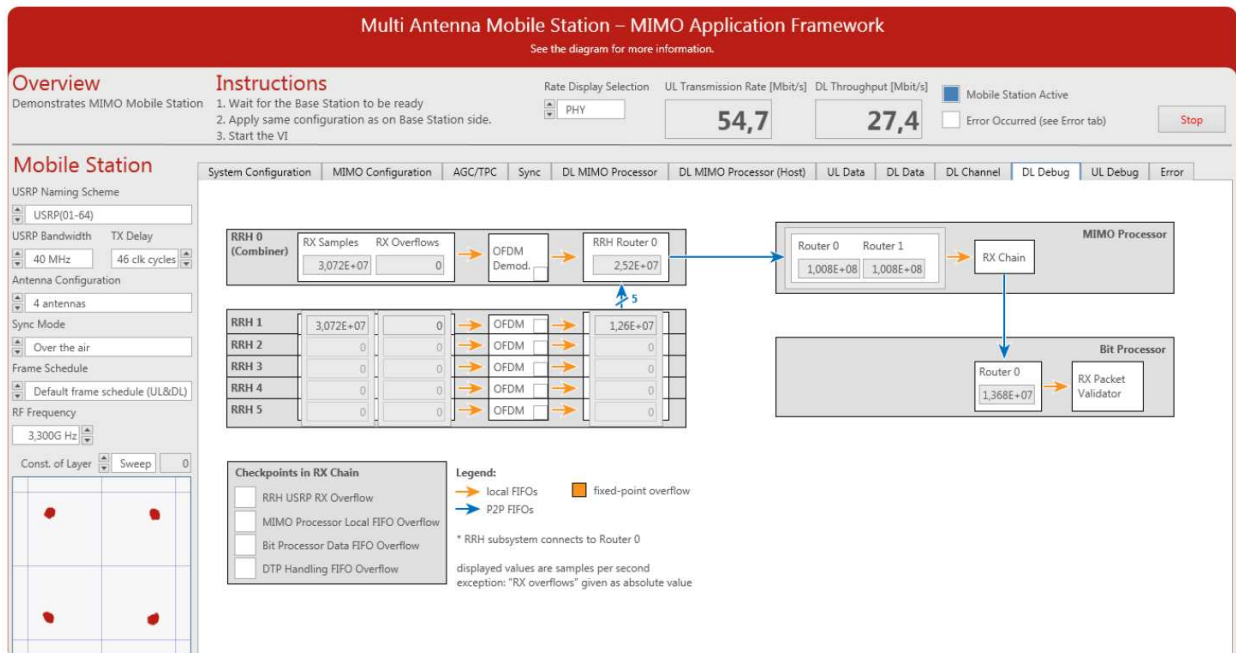 Multi Antenna Mobile Station – MIMO Application Framework
See the diagram for more information.
Overview
Demonstrates MIMO Mobile Station
Instructions
1. Wait for the Base Station to be ready
2. Apply same configuration as on Base Station side.
3. Start the VI
Rate Display Selection
PHY
UL Transmission Rate [Mbit/s]
54,7
DL Throughput [Mbit/s]
27,4
Mobile Station Active
Error Occurred (see Error tab)
Stop
Mobile Station
USRP Naming Scheme
USRP(01-64)
USRP Bandwidth TX Delay
40 MHz 46 clk cycles
Antenna Configuration
4 antennas
Sync Mode
Over the air
Frame Schedule
Default frame schedule (UL&DL)
RF Frequency
3,300G Hz
Const. of Layer Sweep 0
System Configuration MIMO Configuration AGC/TPC Sync DL MIMO Processor DL MIMO Processor (Host) UL Data DL Data DL Channel DL Debug UL Debug Error
RRH 0
(Combiner)
RX Samples RX Overflows
3,072E+07 0
OFDM
Demod.
RRH Router 0
2,52E+07
5
RRH 1 3,072E+07 0 OFDM 1,26E+07
RRH 2 0 0 OFDM 0
RRH 3 0 0 OFDM 0
RRH 4 0 0 OFDM 0
RRH 5 0 0 OFDM 0
MIMO Processor
Router 0 Router 1
1,008E+08 1,008E+08
RX Chain
Bit Processor
Router 0
1,368E+07
RX Packet
Validator
Checkpoints in RX Chain
RRH USRP RX Overflow
MIMO Processor Local FIFO Overflow
Bit Processor Data FIFO Overflow
DTP Handling FIFO Overflow
Legend:
local FIFOs fixed-point overflow
P2P FIFOs
* RRH subsystem connects to Router 0
displayed values are samples per second
exception: "RX overflows" given as absolute value